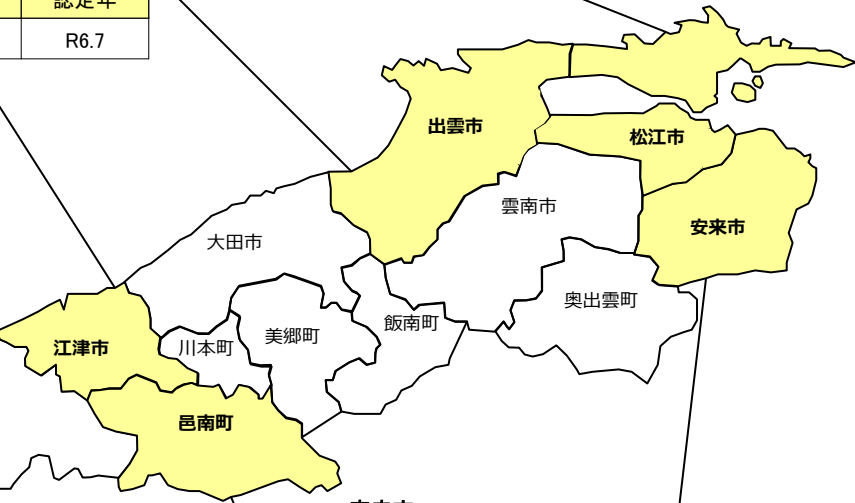 認定年
R6.7
出雲市
松江市
雲南市
安来市
大田市
奥出雲町
飯南町
美郷町
川本町
江津市
邑南町